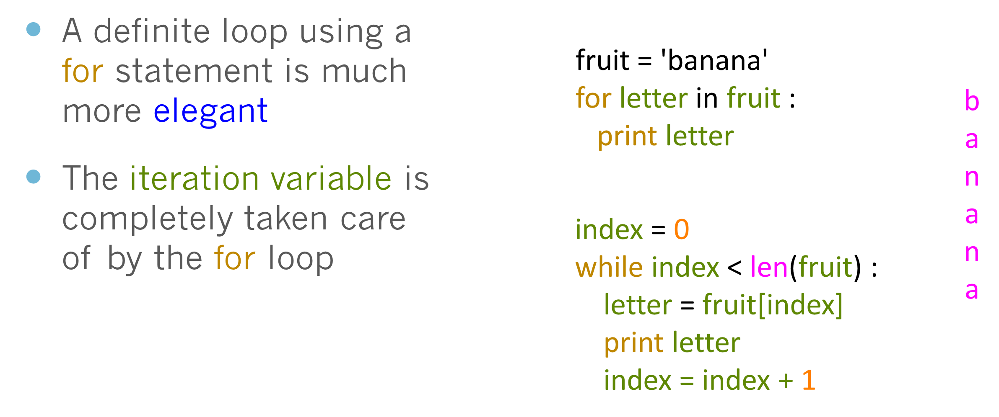 A definite loop using a
for statement is much
more elegant
The iteration variable is
completely taken care
of by the for loop
fruit = 'banana'
for letter in fruit :
print letter
index = 0
while index < len(fruit) :
letter = fruit[index]
print letter
index = index + 1
b
a
n
a
n
a